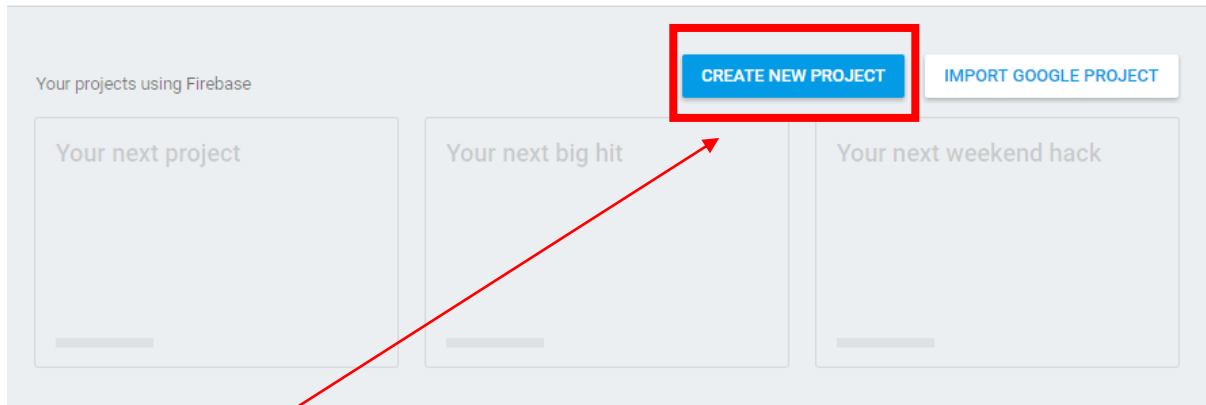 Your projects using Firebase
CREATE NEW PROJECT
IMPORT GOOGLE PROJECT
Your next project
Your next big hit
Your next weekend hack